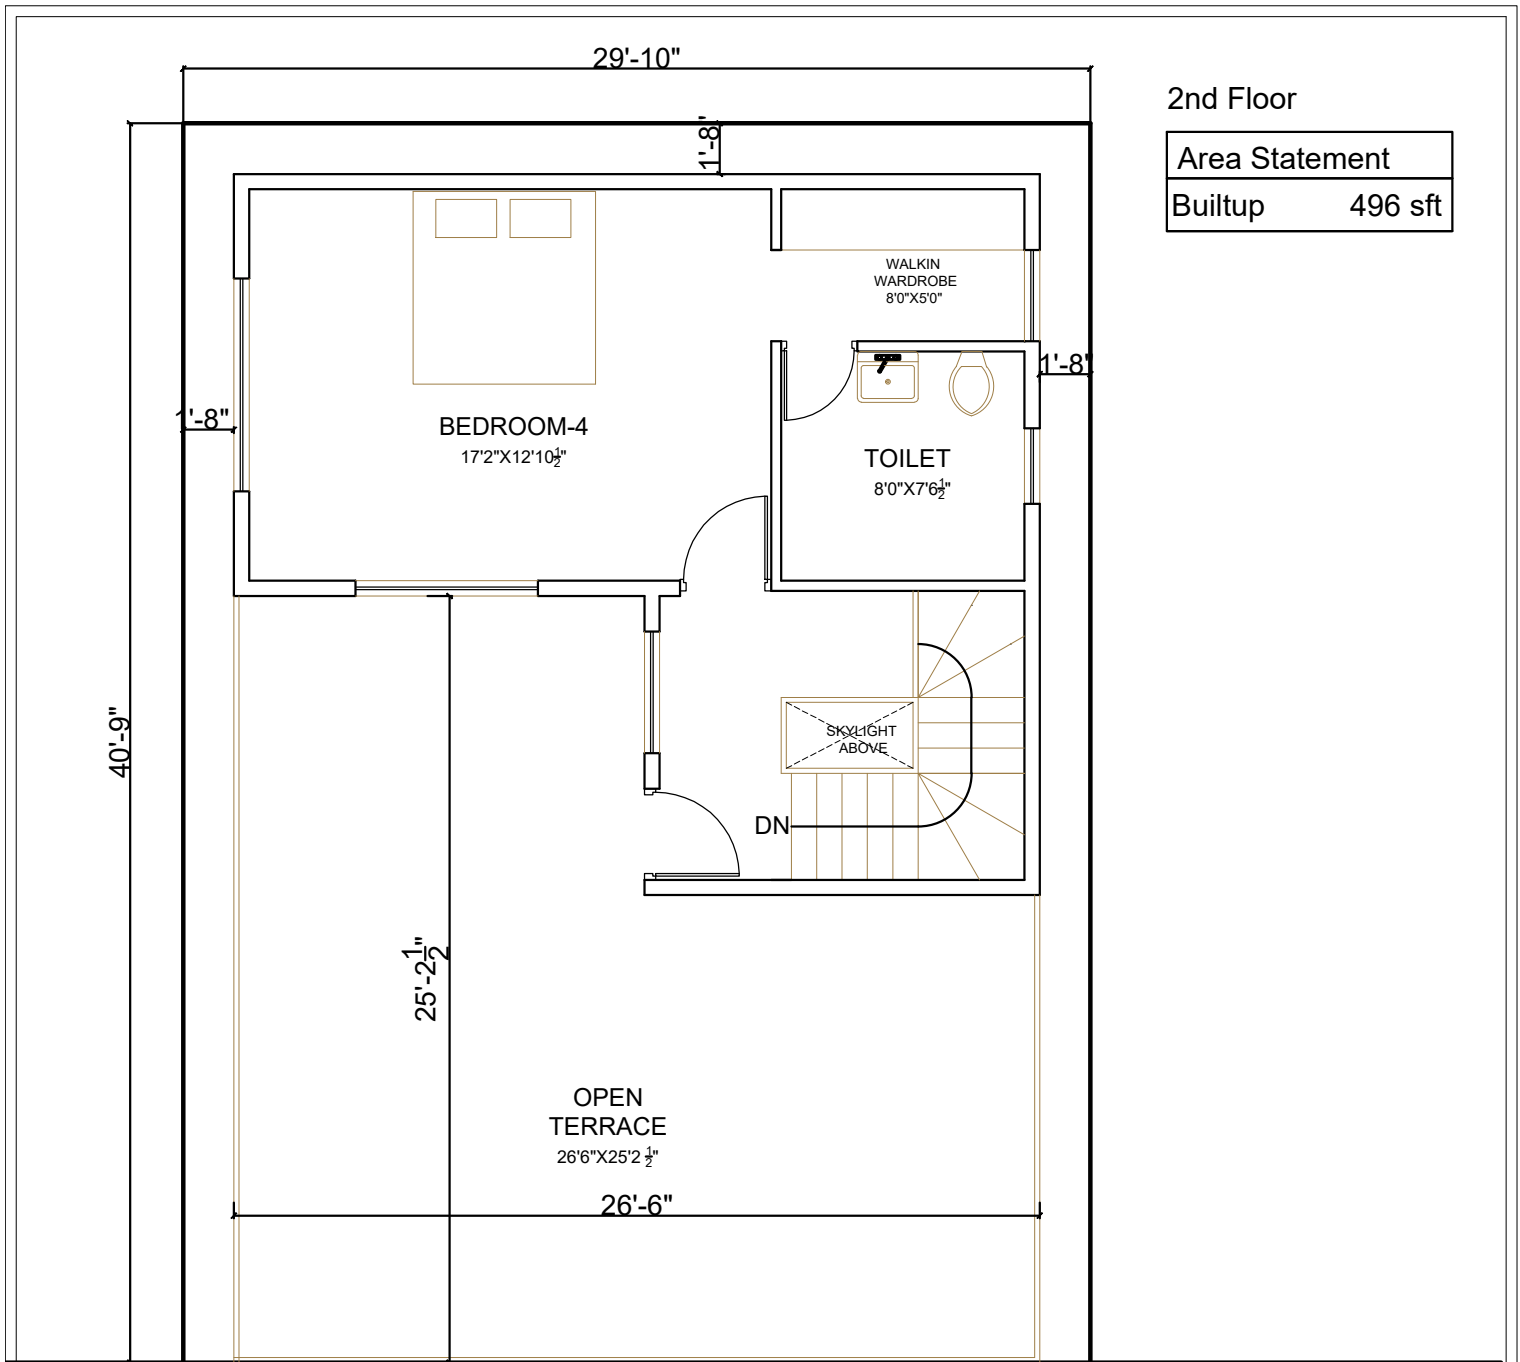 29'-10"
2nd Floor
Area Statement
Builtup 496 sft
1'-8"
WALKIN
WARDROBE
8'0"X5'0"
1'-8"
1'-8"
BEDROOM-4
17'2"X12'10½"
TOILET
8'0"X7'6½"
40'-9"
SKYLIGHT
ABOVE
DN
25'-2½"
OPEN
TERRACE
26'6"X25'2 ½"
26'-6"